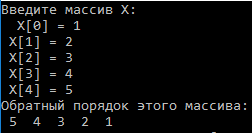 Введите массив X:
X[0] = 1
X[1] = 2
X[2] = 3
X[3] = 4
X[4] = 5
Обратный порядок этого массива:
5 4 3 2 1